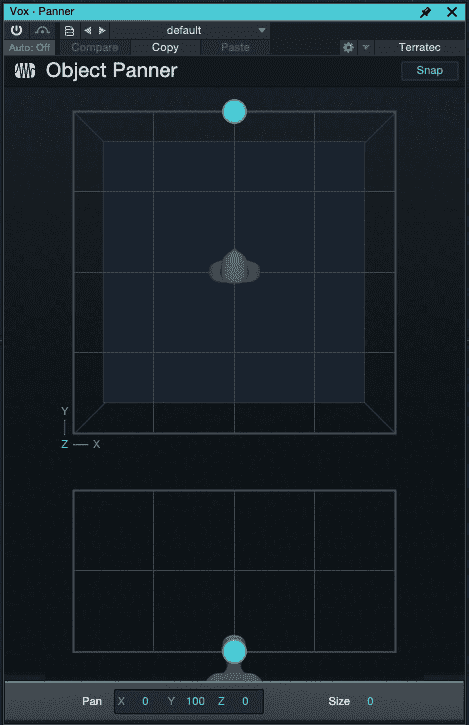 Vox · Panner
default
Auto: Off Compare Copy Paste Terratec
Object Panner Snap
Y
Z X
Pan X 0 Y 100 Z 0 Size 0